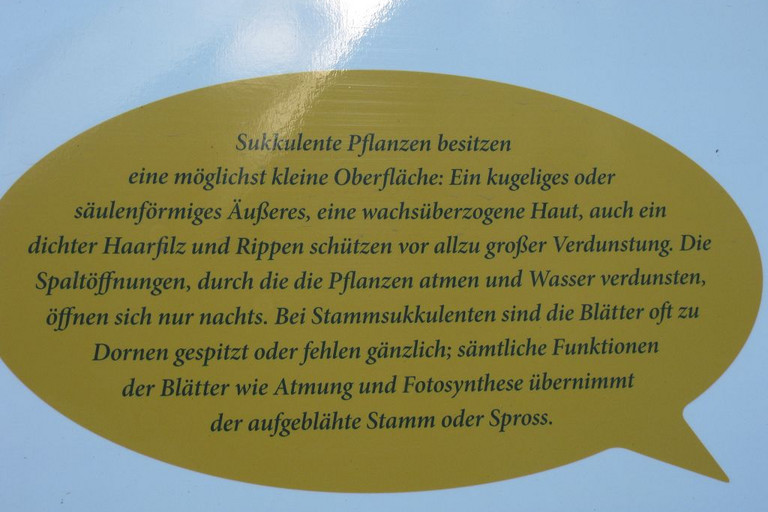 Sukkulente Pflanzen besitzen
eine möglichst kleine Oberfläche: Ein kugeliges oder
säulenförmiges Äußeres, eine wachsüberzogene Haut, auch ein
dichter Haarfilz und Rippen schützen vor allzu großer Verdunstung. Die
Spaltöffnungen, durch die die Pflanzen atmen und Wasser verdunsten,
öffnen sich nur nachts. Bei Stammsukkulenten sind die Blätter oft zu
Dornen gespitzt oder fehlen gänzlich; sämtliche Funktionen
der Blätter wie Atmung und Fotosynthese übernimmt
der aufgeblähte Stamm oder Spross.